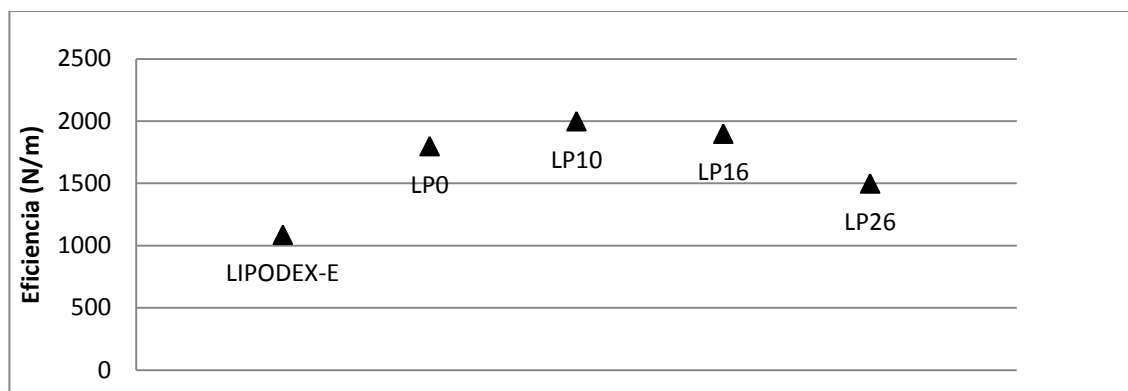 Eficiencia (N/m)
2500
2000
1500
1000
500
0
LIPODEX-E
LP0
LP10
LP16
LP26